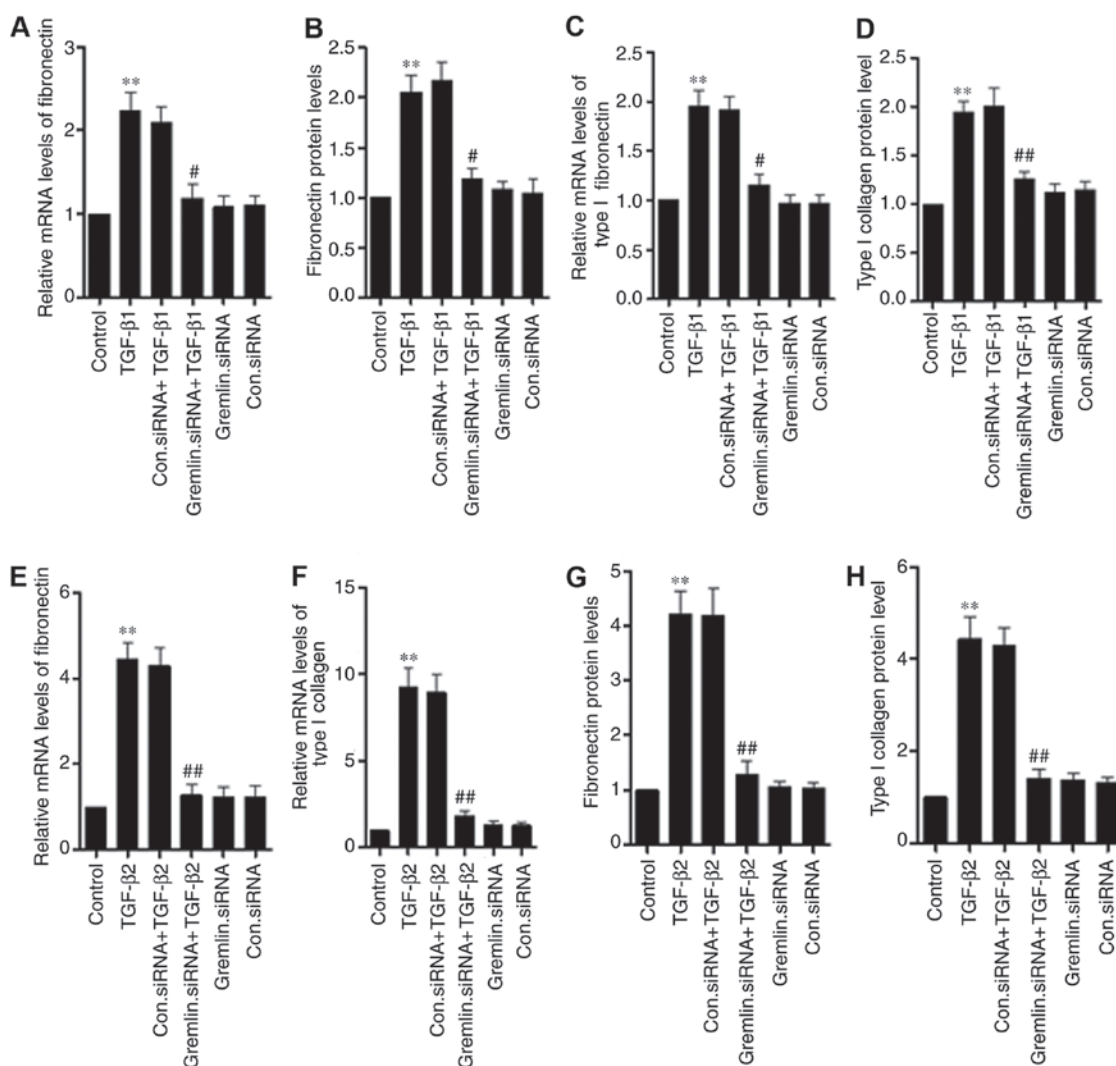 A
Relative mRNA levels of fibronectin
3
2
1
0
**
#
Control
TGF-β1
Con.siRNA+ TGF-β1
Gremlin.siRNA+ TGF-β1
Gremlin.siRNA
Con.siRNA
B
Fibronectin protein levels
2.5
2.0
1.5
1.0
0.5
0.0
**
#
Control
TGF-β1
Con.siRNA+ TGF-β1
Gremlin.siRNA+ TGF-β1
Gremlin.siRNA
Con.siRNA
C
Relative mRNA levels of
type I fibronectin
2.5
2.0
1.5
1.0
0.5
0.0
**
#
Control
TGF-β1
Con.siRNA+ TGF-β1
Gremlin.siRNA+ TGF-β1
Gremlin.siRNA
Con.siRNA
D
Type I collagen protein level
2.5
2.0
1.5
1.0
0.5
0.0
**
##
Control
TGF-β1
Con.siRNA+ TGF-β1
Gremlin.siRNA+ TGF-β1
Gremlin.siRNA
Con.siRNA
E
Relative mRNA levels of fibronectin
6
4
2
0
**
##
Control
TGF-β2
Con.siRNA+ TGF-β2
Gremlin.siRNA+ TGF-β2
Gremlin.siRNA
Con.siRNA
F
Relative mRNA levels of
type I collagen
15
10
5
0
**
##
Control
TGF-β2
Con.siRNA+ TGF-β2
Gremlin.siRNA+ TGF-β2
Gremlin.siRNA
Con.siRNA
G
Fibronectin protein levels
5
4
3
2
1
0
**
##
Control
TGF-β2
Con.siRNA+ TGF-β2
Gremlin.siRNA+ TGF-β2
Gremlin.siRNA
Con.siRNA
H
Type I collagen protein level
6
4
2
0
**
##
Control
TGF-β2
Con.siRNA+ TGF-β2
Gremlin.siRNA+ TGF-β2
Gremlin.siRNA
Con.siRNA